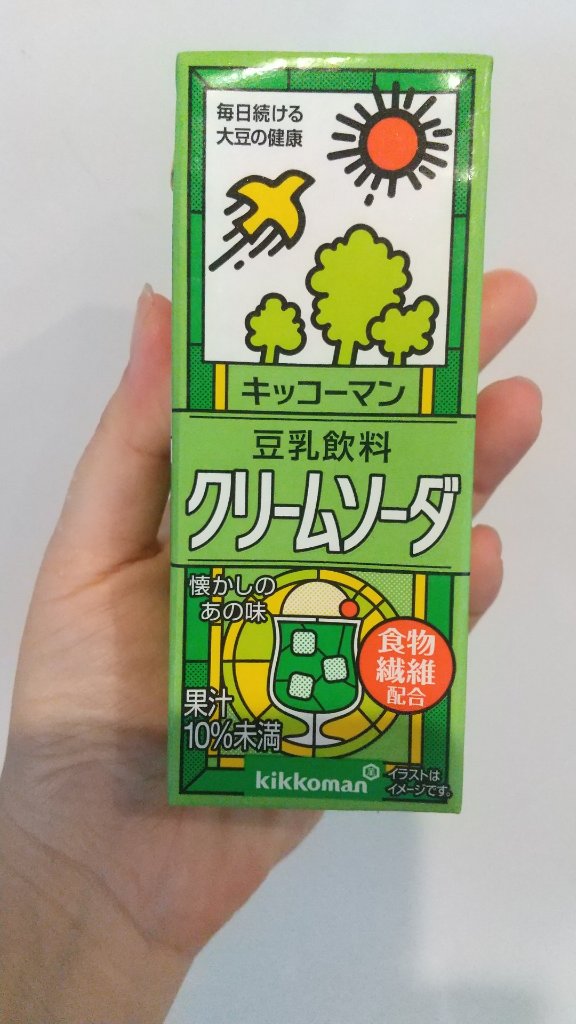 毎日続ける
大豆の健康
キッコーマン
豆乳飲料
クリームソーダ
懐かしの
あの味
食物
繊維
配合
果汁
10%未満
kikkoman
イラストは
イメージです。